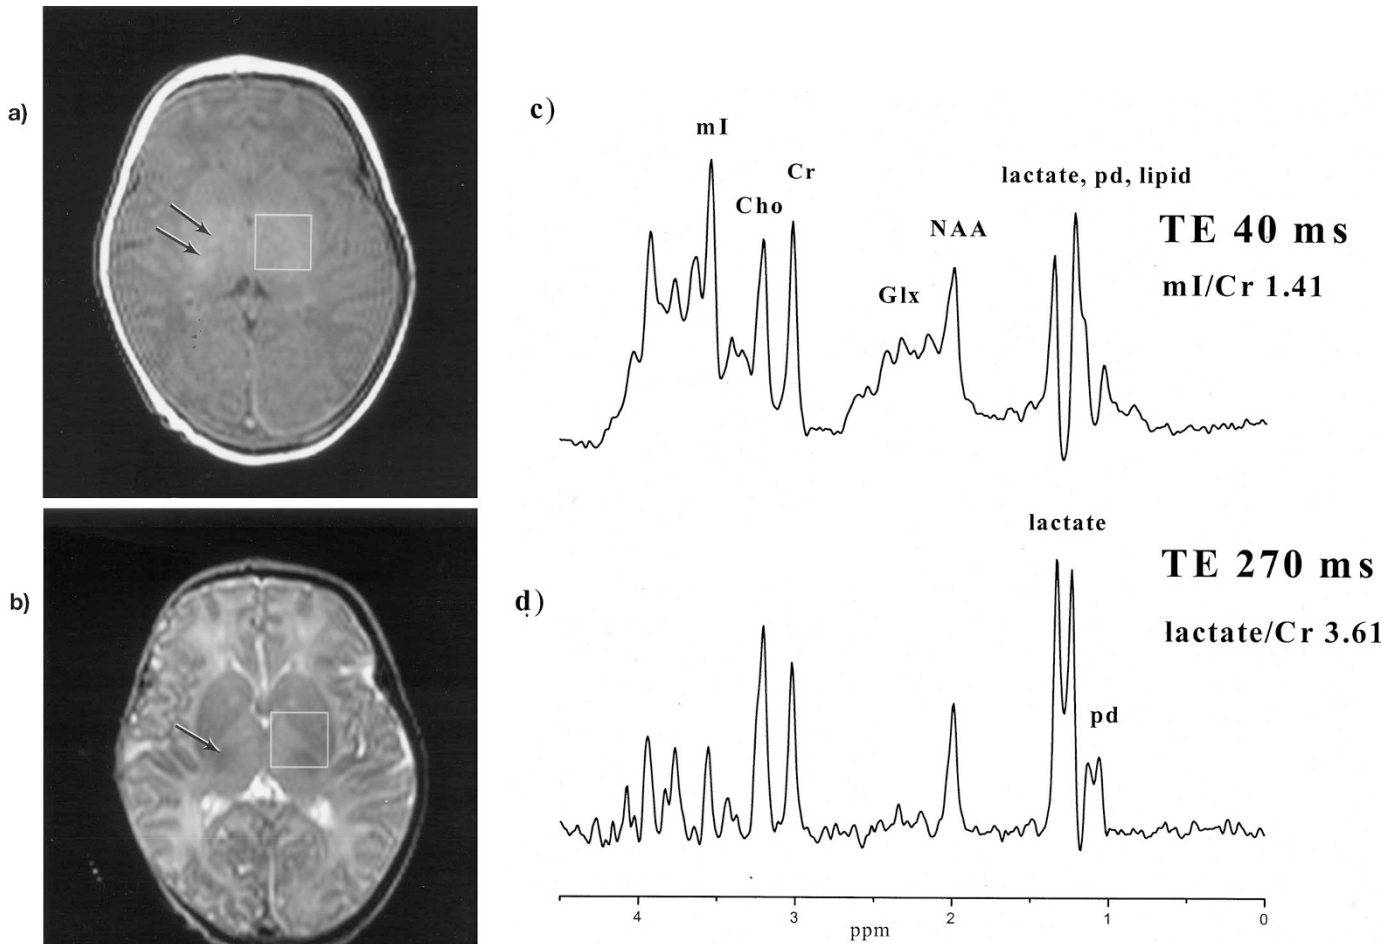 a)
b)
c)
mI
Cho
Cr
Glx
NAA
lactate, pd, lipid
TE 40 ms
mI/Cr 1.41
d)
lactate
pd
TE 270 ms
lactate/Cr 3.61
4 3 2 1 0
ppm